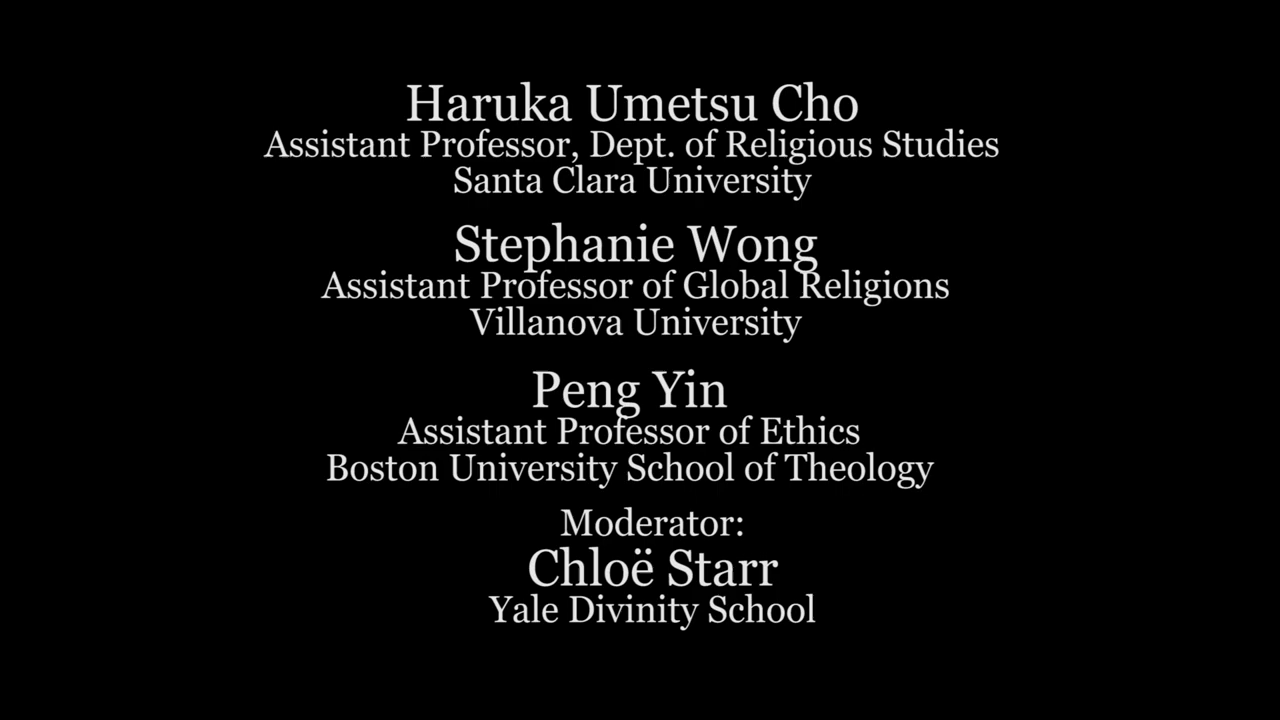 Haruka Umetsu Cho
Assistant Professor, Dept. of Religious Studies
Santa Clara University
Stephanie Wong
Assistant Professor of Global Religions
Villanova University
Peng Yin
Assistant Professor of Ethics
Boston University School of Theology
Moderator:
Chloë Starr
Yale Divinity School